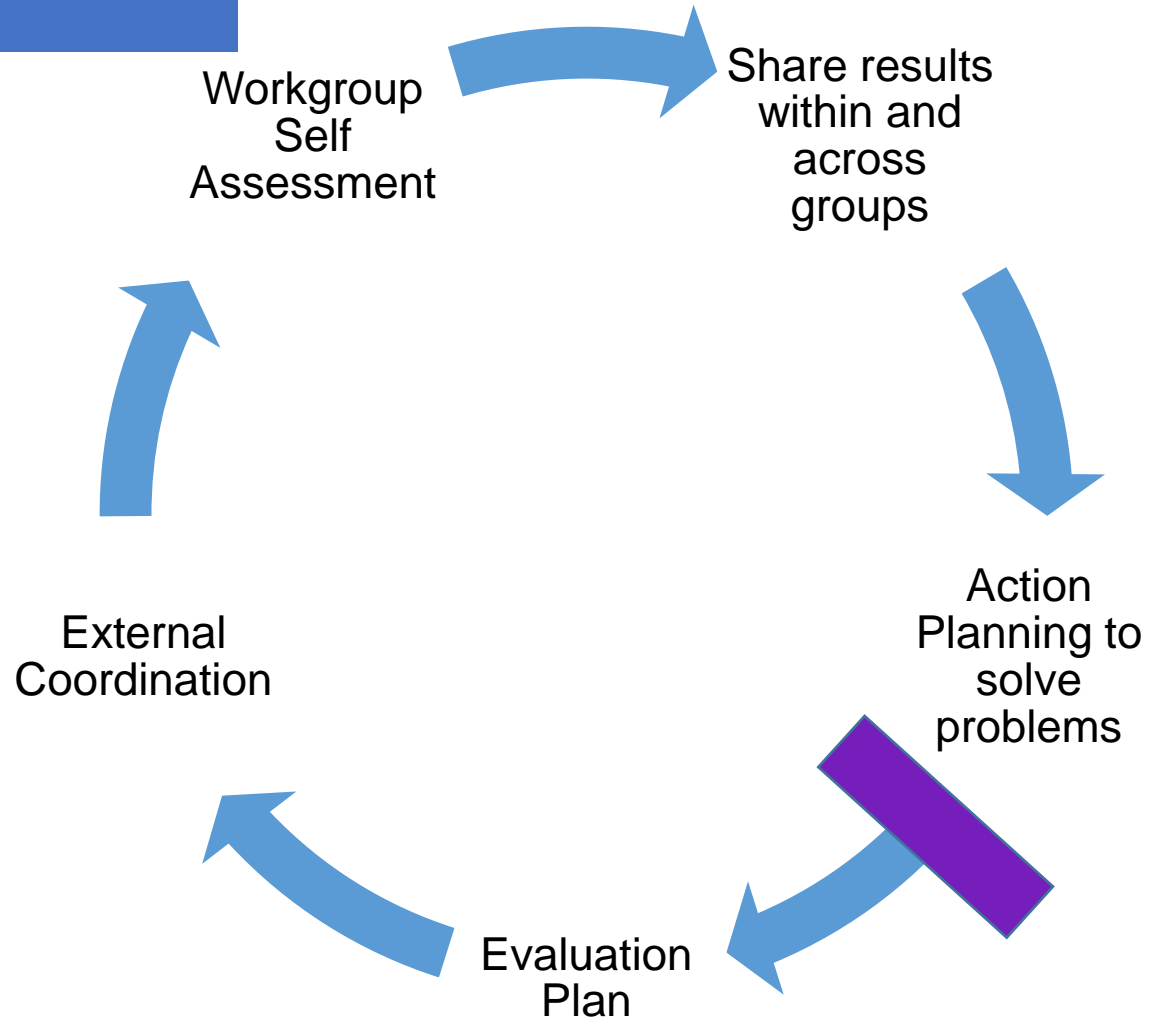 Workgroup
Self
Assessment
Share results
within and
across
groups
Action
Planning to
solve
problems
Evaluation
Plan
External
Coordination